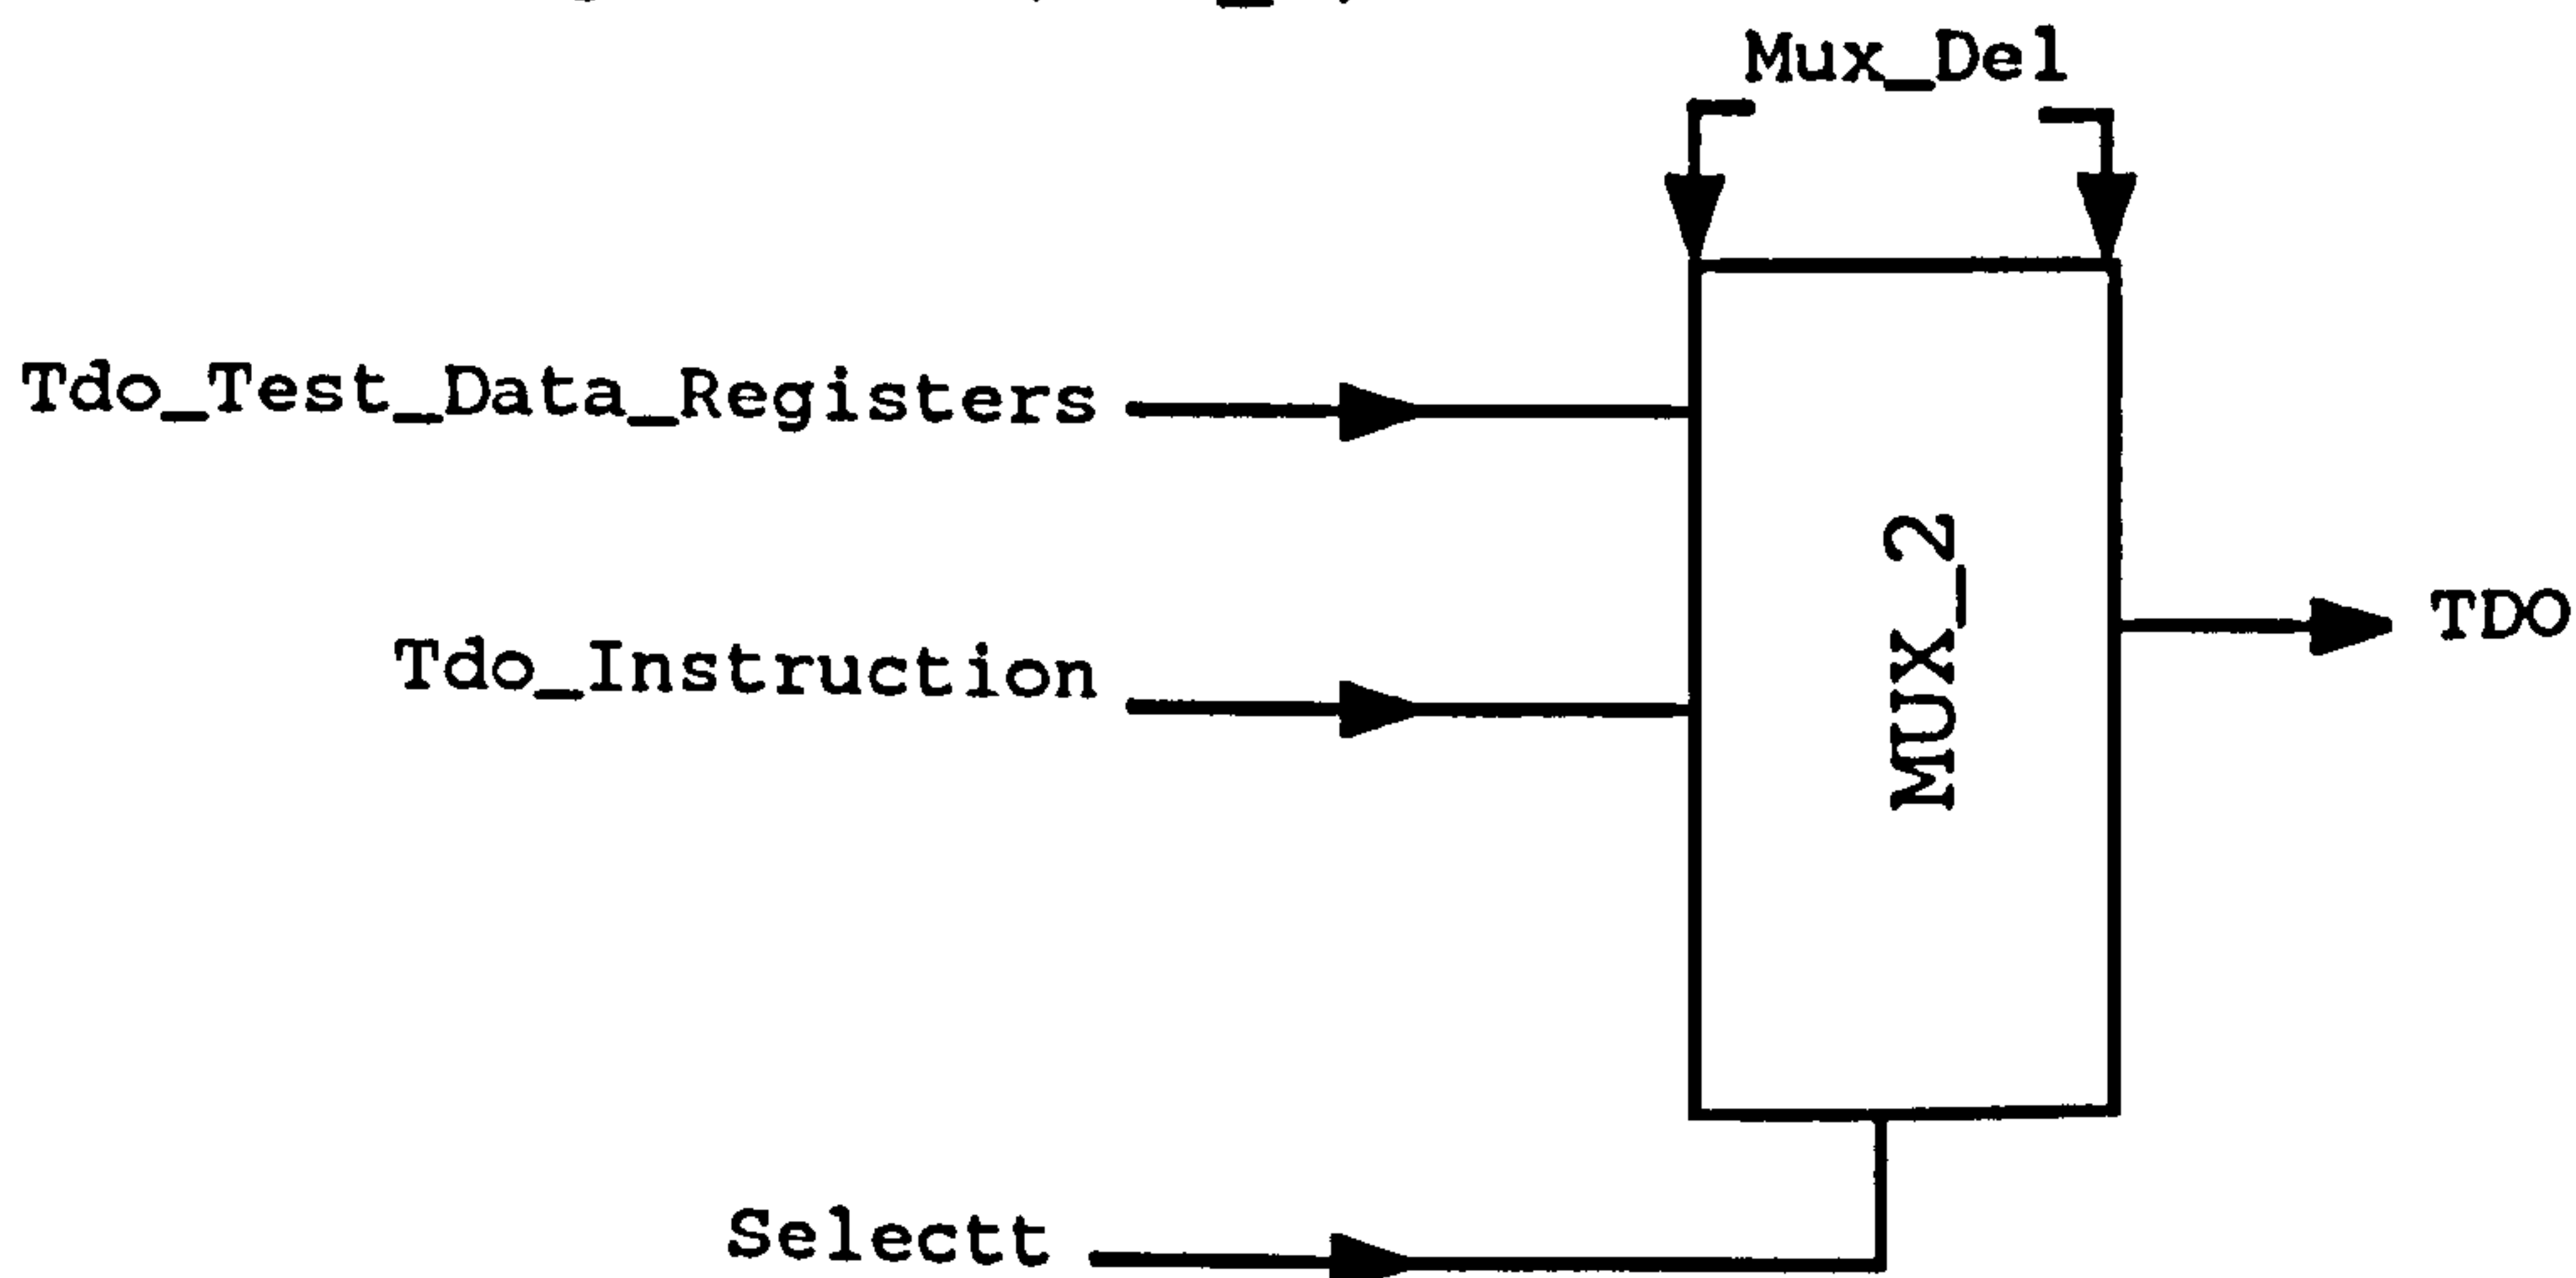 Mux_Del
Tdo_Test_Data_Registers
Tdo_Instruction
MUX_2
TDO
Selectt